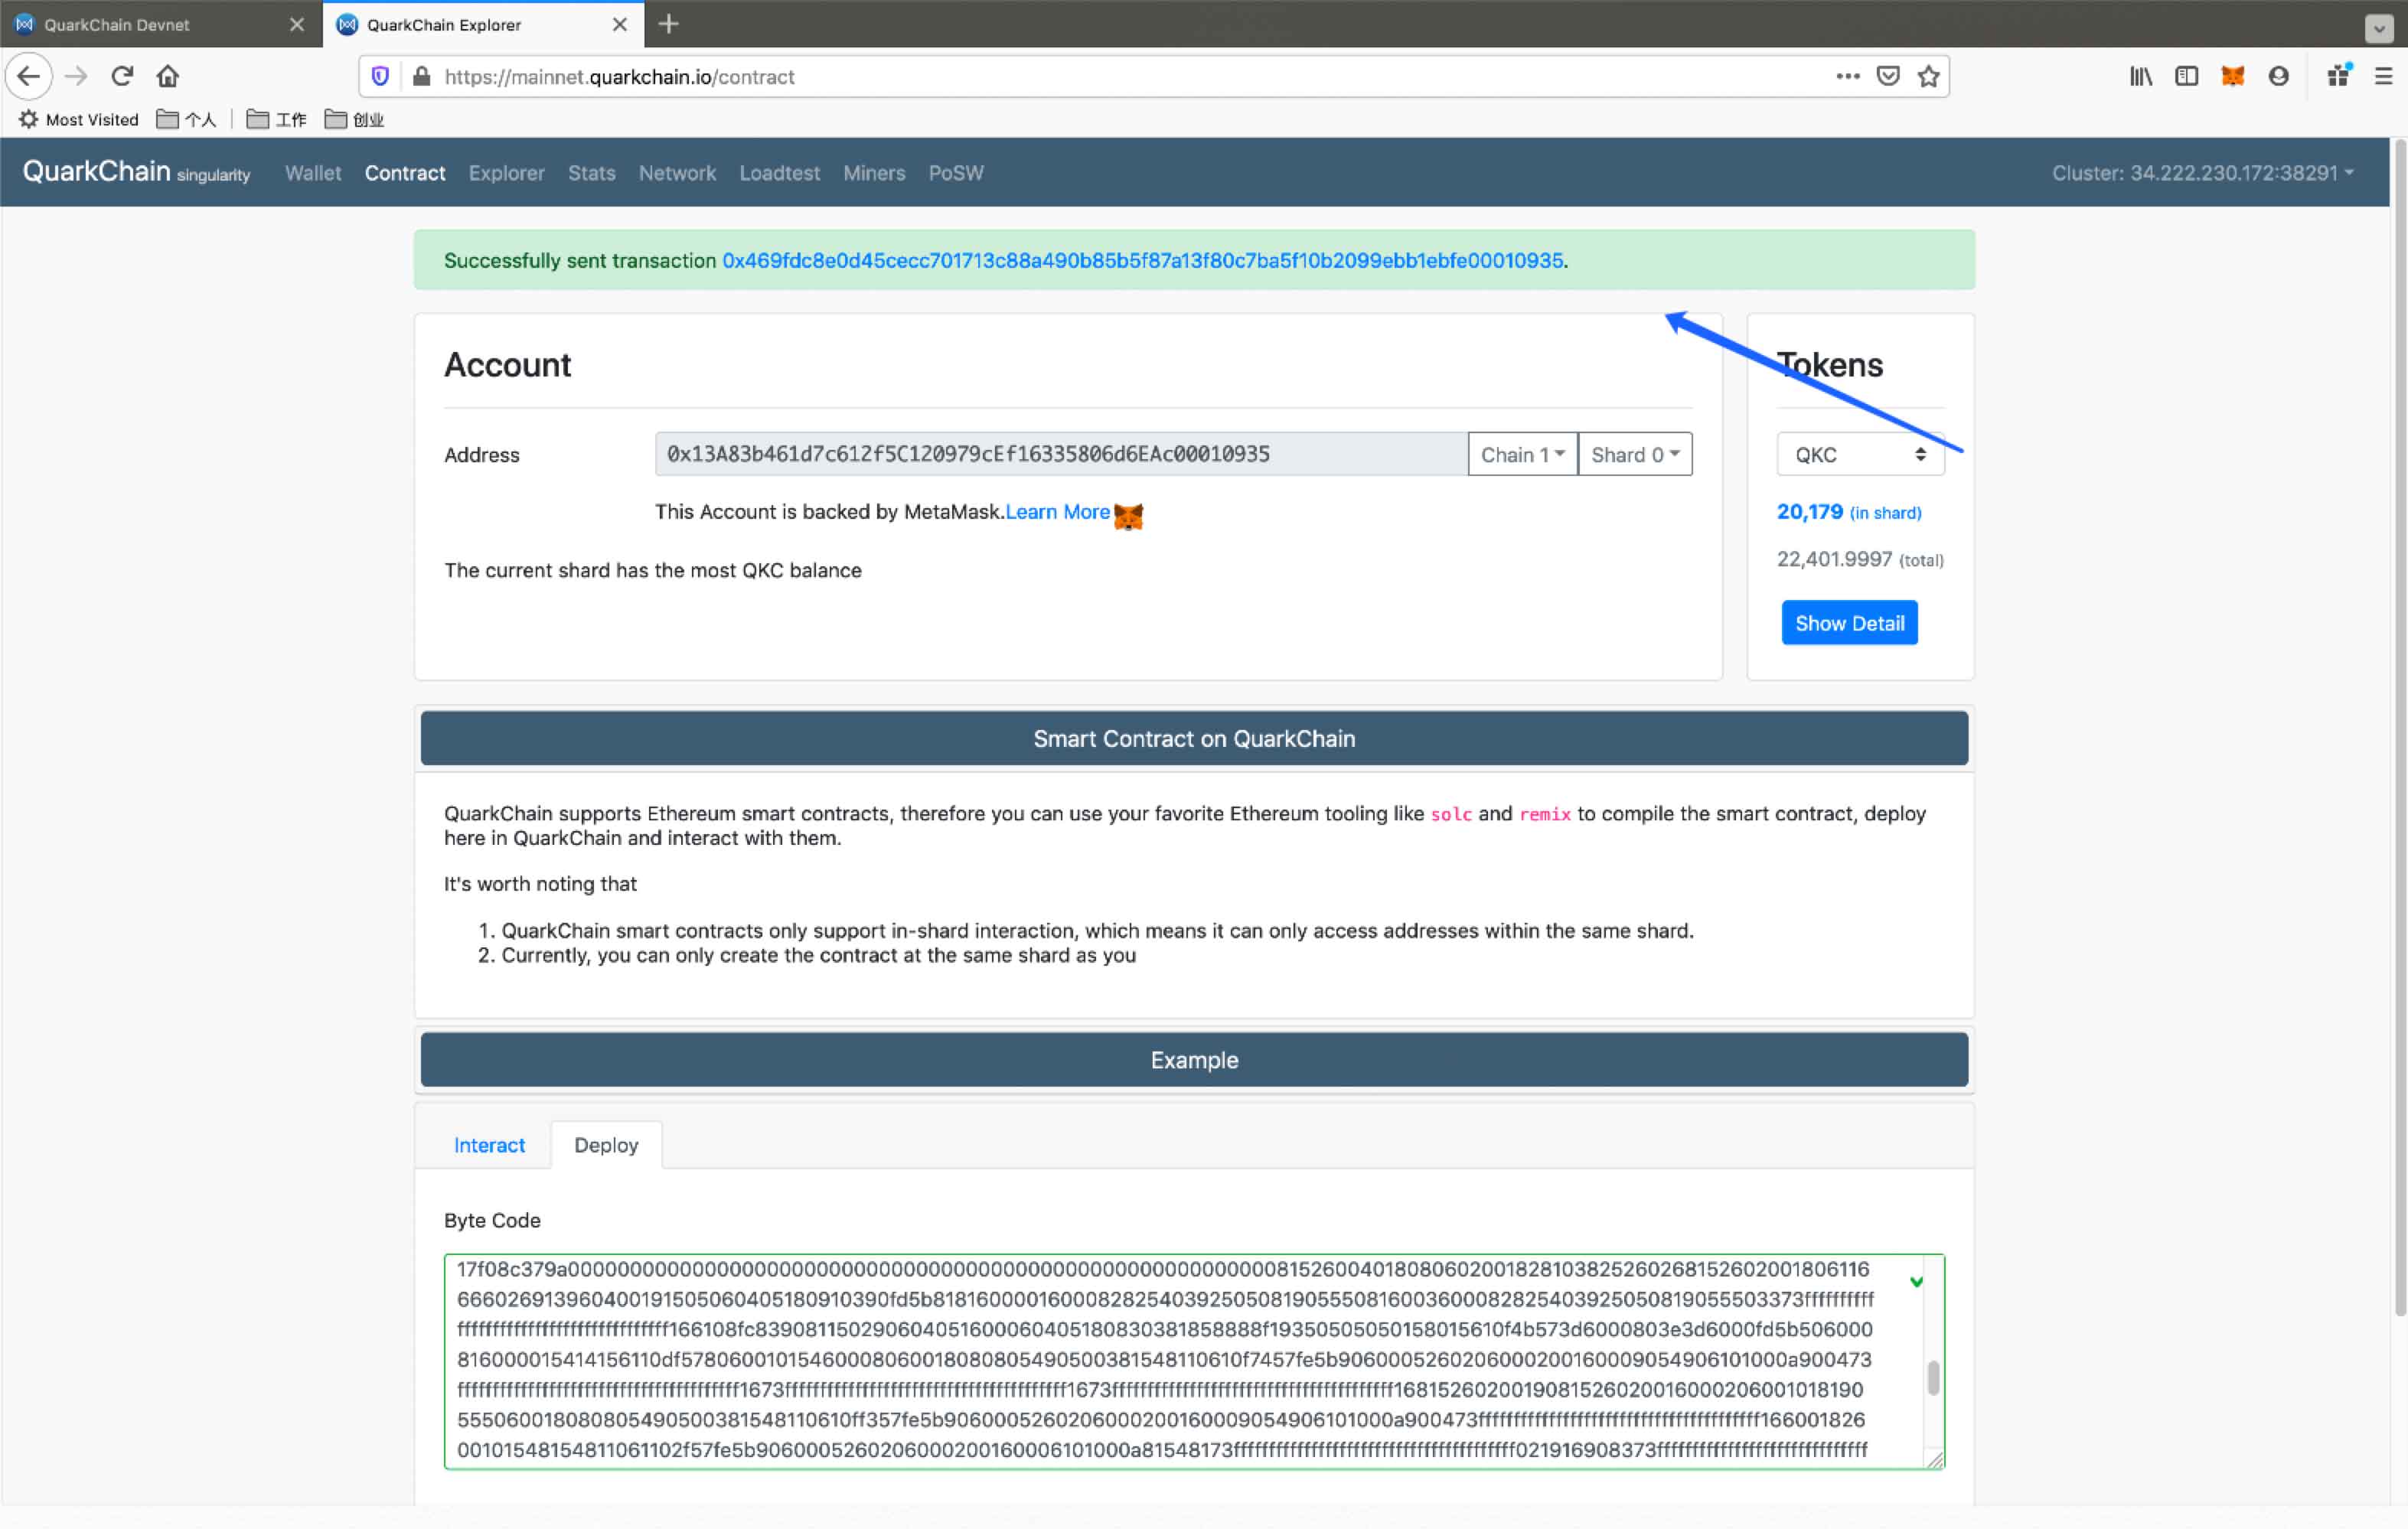 QuarkChain Devnet
QuarkChain Explorer
https://mainnet.quarkchain.io/contract
Most Visited 个人 工作 创业
QuarkChain singularity Wallet Contract Explorer Stats Network Loadtest Miners PoSW Cluster: 34.222.230.172:38291
Successfully sent transaction 0x469fdc8e0d45cecc701713c88a490b85b5f87a13f80c7ba5f10b2099ebb1ebfe00010935.
Account
Address 0x13A83b461d7c612f5C120979cEf16335806d6EAc00010935 Chain 1 Shard 0
This Account is backed by MetaMask.Learn More
The current shard has the most QKC balance
Tokens
QKC
20,179 (in shard)
22,401.9997 (total)
Show Detail
Smart Contract on QuarkChain
QuarkChain supports Ethereum smart contracts, therefore you can use your favorite Ethereum tooling like solc and remix to compile the smart contract, deploy
here in QuarkChain and interact with them.
It's worth noting that
1. QuarkChain smart contracts only support in-shard interaction, which means it can only access addresses within the same shard.
2. Currently, you can only create the contract at the same shard as you
Example
Interact Deploy
Byte Code
17f08c379a00000000000000000000000000000000000000000000000000000000081526004018080602001828103825260268152602001806116
666026913960400191505060405180910390fd5b818160000160008282540392505081905550816003600082825403925050819055503373ffffffffff
ffffffffffffffffffffffffffffff166108fc839081150290604051600060405180830381858888f19350505050158015610f4b573d6000803e3d6000fd5b506000
816000015414156110df57806001015460008060018080805490500381548110610f7457fe5b9060005260206000200160009054906101000a900473
ffffffffffffffffffffffffffffffffffffffff1673ffffffffffffffffffffffffffffffffffffffff1673ffffffffffffffffffffffffffffffffffffffff1681526020019081526020016000206001018190
555060018080805490500381548110610ff357fe5b9060005260206000200160009054906101000a900473ffffffffffffffffffffffffffffffffffffffff166001826
00101548154811061102f57fe5b9060005260206000200160006101000a81548173ffffffffffffffffffffffffffffffffffffffff021916908373ffffffffffffffffffffffffffffff